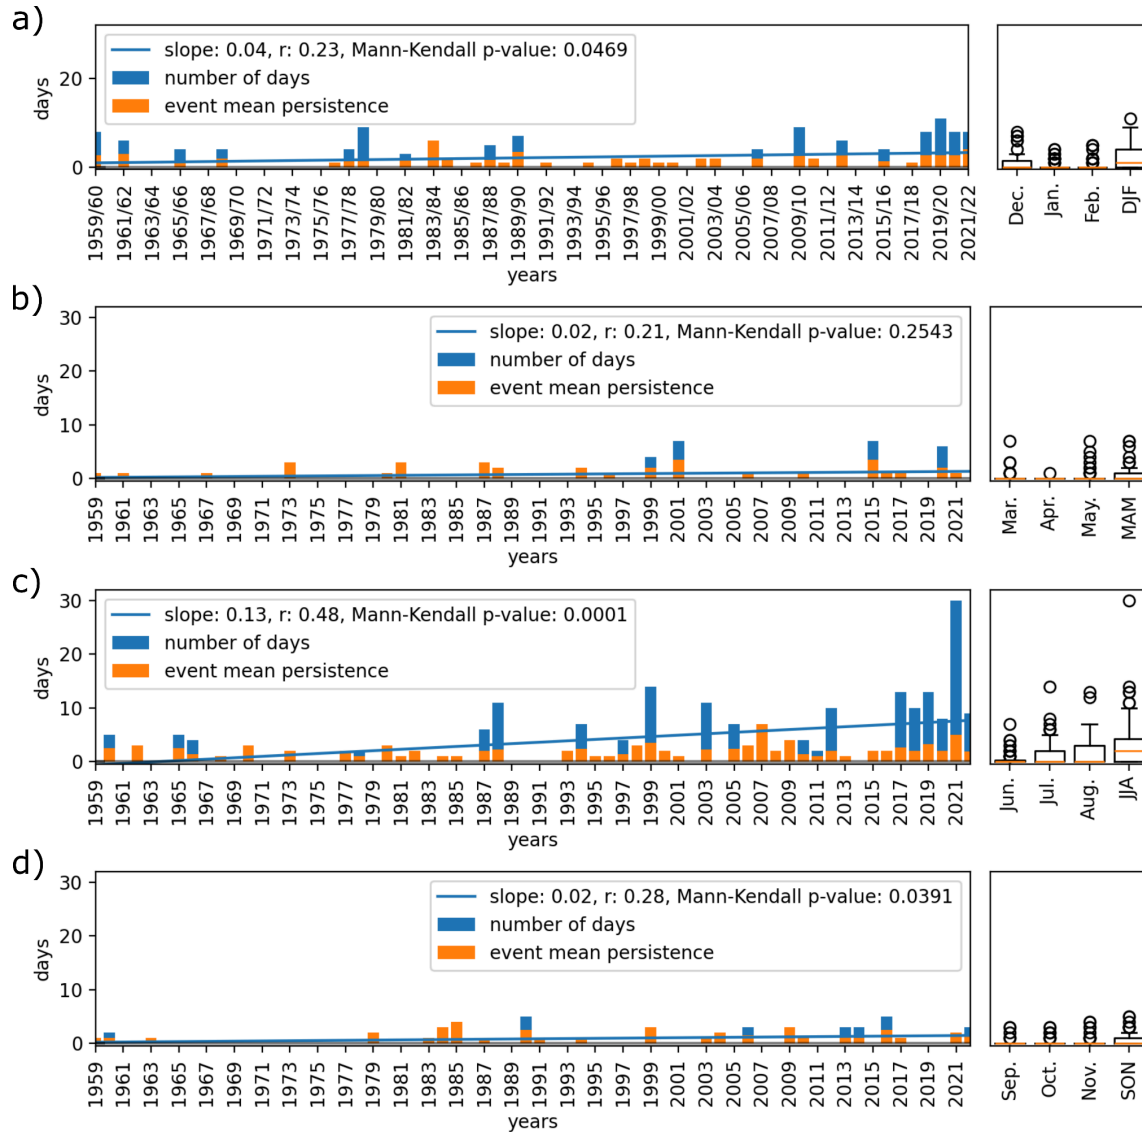 a)
slope: 0.04, r: 0.23, Mann-Kendall p-value: 0.0469
number of days
event mean persistence
days
20
0
1959/60 1961/62 1963/64 1965/66 1967/68 1969/70 1971/72 1973/74 1975/76 1977/78 1979/80 1981/82 1983/84 1985/86 1987/88 1989/90 1991/92 1993/94 1995/96 1997/98 1999/00 2001/02 2003/04 2005/06 2007/08 2009/10 2011/12 2013/14 2015/16 2017/18 2019/20 2021/22
years
Dec. Jan. Feb. DJF
b)
slope: 0.02, r: 0.21, Mann-Kendall p-value: 0.2543
number of days
event mean persistence
days
30
20
10
0
1959 1961 1963 1965 1967 1969 1971 1973 1975 1977 1979 1981 1983 1985 1987 1989 1991 1993 1995 1997 1999 2001 2003 2005 2007 2009 2011 2013 2015 2017 2019 2021
years
Mar. Apr. May. MAM
c)
slope: 0.13, r: 0.48, Mann-Kendall p-value: 0.0001
number of days
event mean persistence
days
30
20
10
0
1959 1961 1963 1965 1967 1969 1971 1973 1975 1977 1979 1981 1983 1985 1987 1989 1991 1993 1995 1997 1999 2001 2003 2005 2007 2009 2011 2013 2015 2017 2019 2021
years
Jun. Jul. Aug. JJA
d)
slope: 0.02, r: 0.28, Mann-Kendall p-value: 0.0391
number of days
event mean persistence
days
30
20
10
0
1959 1961 1963 1965 1967 1969 1971 1973 1975 1977 1979 1981 1983 1985 1987 1989 1991 1993 1995 1997 1999 2001 2003 2005 2007 2009 2011 2013 2015 2017 2019 2021
years
Sep. Oct. Nov. SON